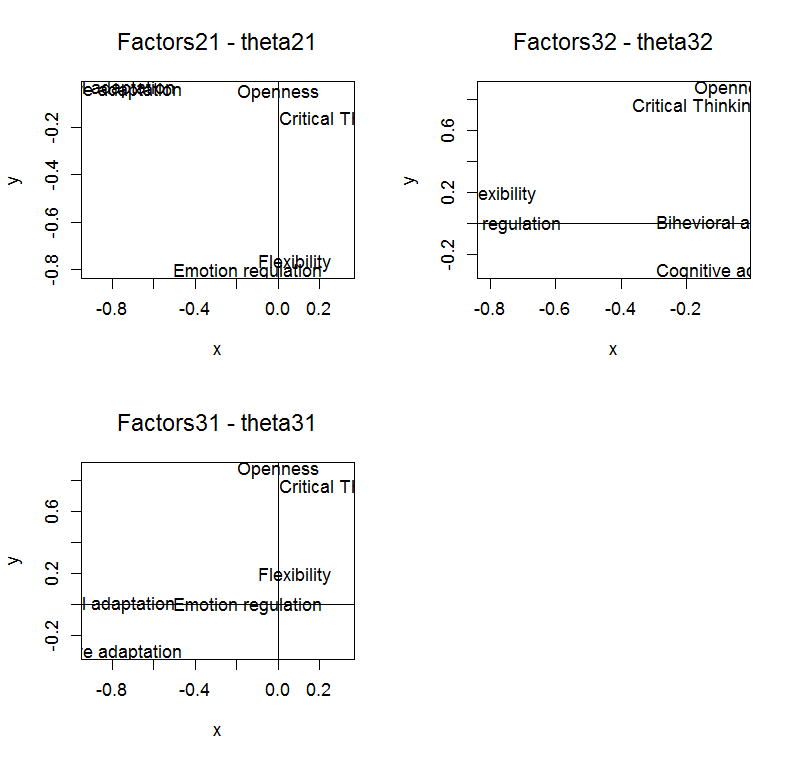 Factors21 - theta21
l adaptation
e adaptation
Openness
Critical Tl
Flexibility
Emotion regulation
-0.2
-0.4
-0.6
-0.8
y
-0.8
-0.4
0.0
0.2
x
Factors32 - theta32
Openne
Critical Thinkin
exibility
regulation
Bihevioral a
Cognitive ad
0.6
0.2
-0.2
y
-0.8
-0.6
-0.4
-0.2
x
Factors31 - theta31
Openness
Critical Tl
Flexibility
l adaptation
Emotion regulation
e adaptation
0.6
0.2
-0.2
y
-0.8
-0.4
0.0
0.2
x